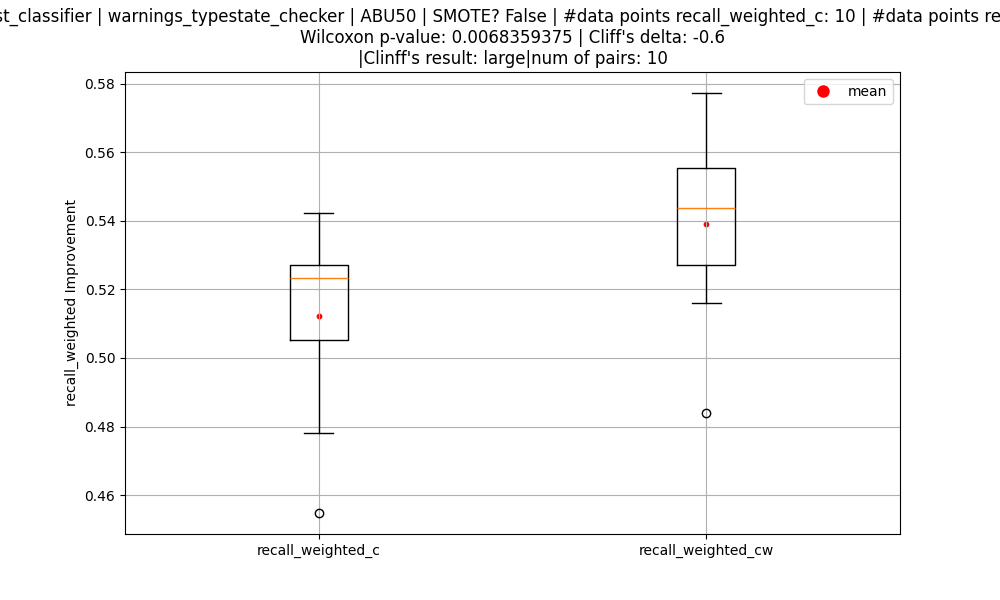 st_classifier | warnings_typestate_checker | ABU50 | SMOTE? False | #data points recall_weighted_c: 10 | #data points re
Wilcoxon p-value: 0.0068359375 | Cliff's delta: -0.6
|Clinff's result: large|num of pairs: 10
mean
0.58
0.56
0.54
0.52
0.50
0.48
0.46
recall_weighted Improvement
recall_weighted_c
recall_weighted_cw